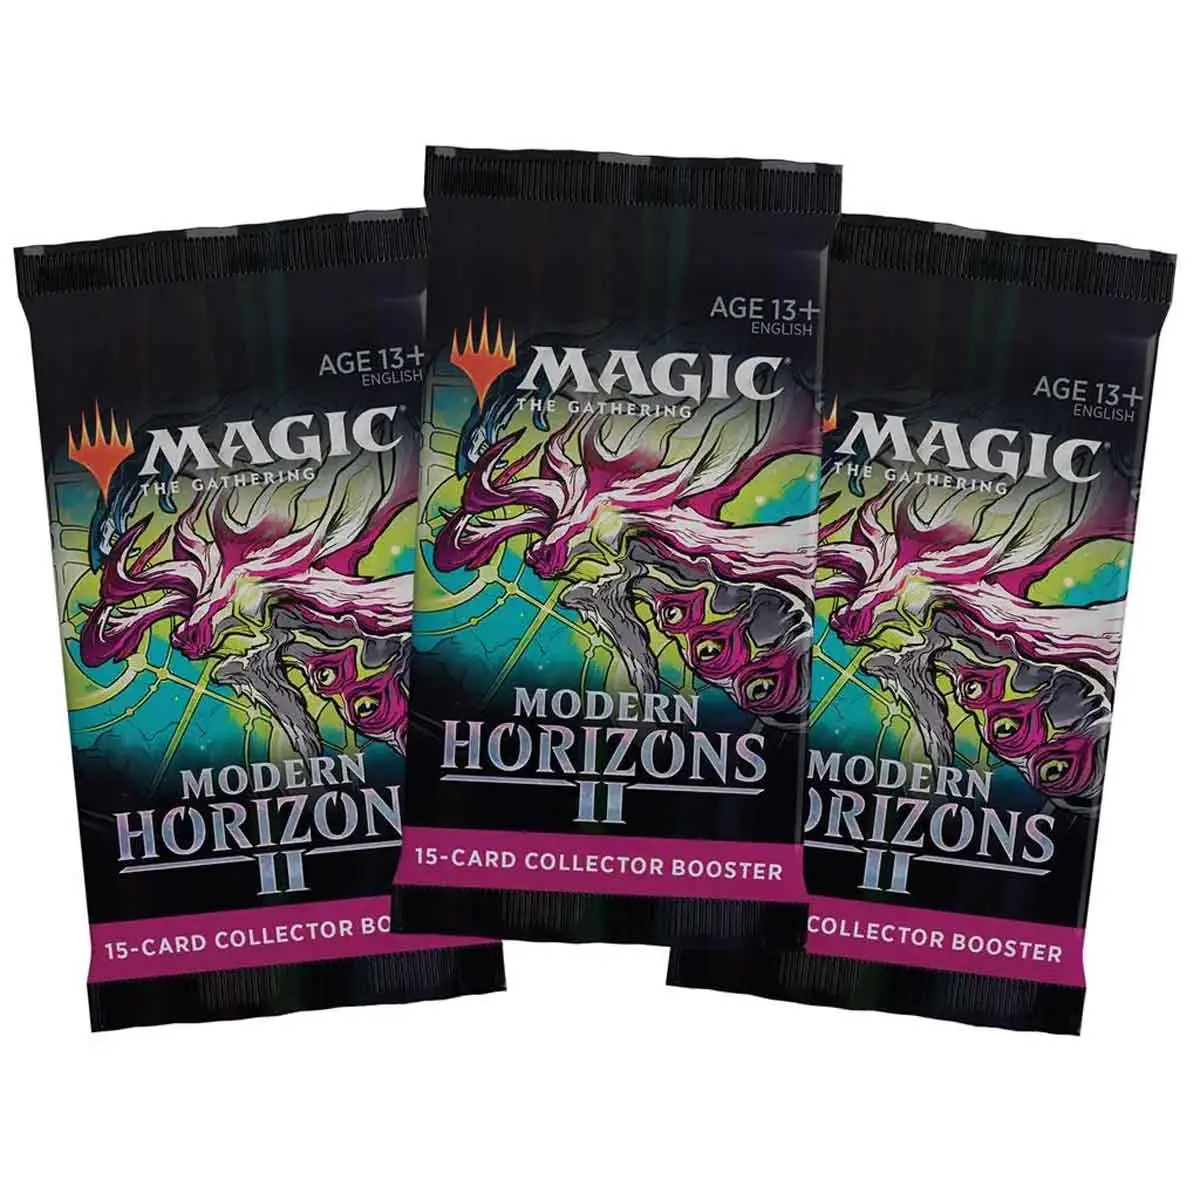 AGE 13+
ENGLISH
MAGIC
THE GATHERING
MODERN
HORIZON
II
15-CARD COLLECTOR BO
AGE 13+
ENGLISH
MAGIC
THE GATHERING
MODERN
HORIZONS
II
15-CARD COLLECTOR BOOSTER
AGE 13+
ENGLISH
MAGIC
THE GATHERING
MODERN
ORIZONS
II
COLLECTOR BOOSTER